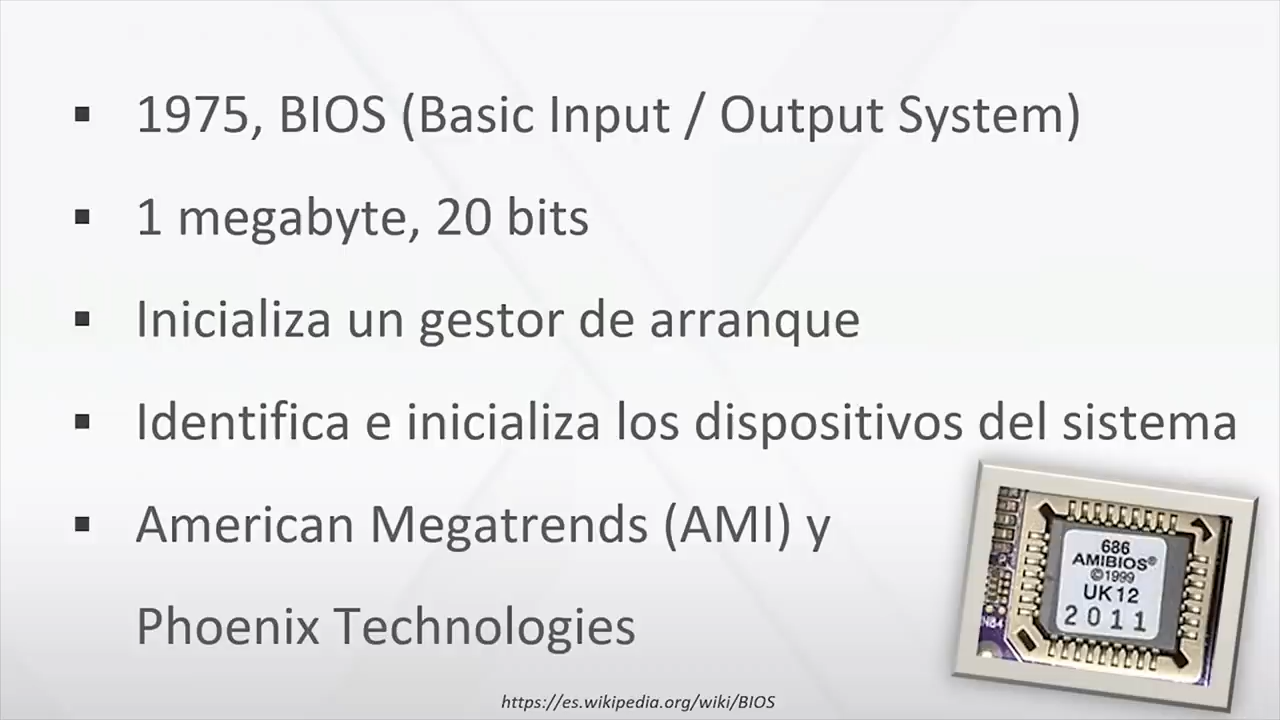 1975, BIOS (Basic Input / Output System)
1 megabyte, 20 bits
Inicializa un gestor de arranque
Identifica e inicializa los dispositivos del sistema
American Megatrends (AMI) y
Phoenix Technologies
686
AMIBIOS®
©1999
UK12
2011
N84
https://es.wikipedia.org/wiki/BIOS